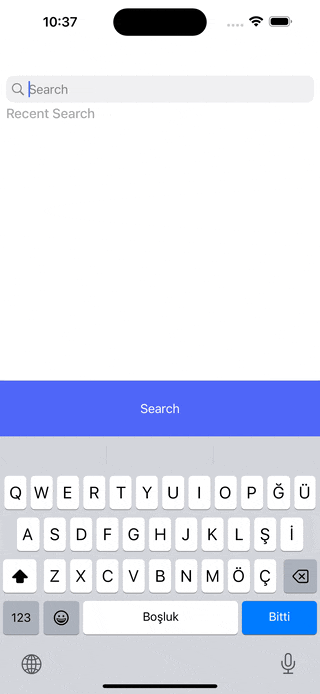 10:37
Search
Recent Search
Search
Q W E R T Y U I O P Ğ Ü
A S D F G H J K L Ş İ
Z X C V B N M Ö Ç
123 Boşluk Bitti